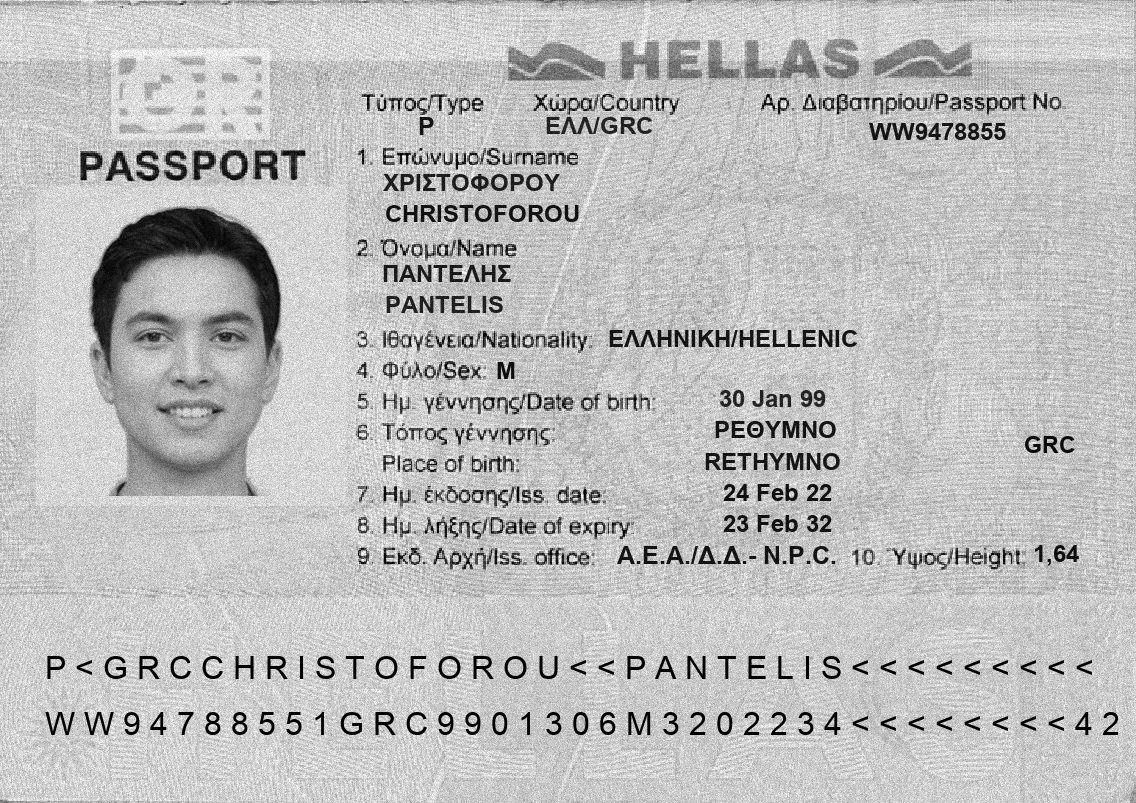 GR
HELLAS
PASSPORT
Τύπος/Type Χώρα/Country Αρ. Διαβατηρίου/Passport No.
P ΕΛΛ/GRC WW9478855
1. Επώνυμο/Surname
ΧΡΙΣΤΟΦΟΡΟΥ
CHRISTOFOROU
2. Όνομα/Name
ΠΑΝΤΕΛΗΣ
PANTELIS
3. Ιθαγένεια/Nationality: ΕΛΛΗΝΙΚΗ/HELLENIC
4. Φύλο/Sex: M
5. Ημ. γέννησης/Date of birth: 30 Jan 99
6. Τόπος γέννησης: ΡΕΘΥΜΝΟ
Place of birth: RETHYMNO GRC
7. Ημ. έκδοσης/Iss. date: 24 Feb 22
8. Ημ. λήξης/Date of expiry: 23 Feb 32
9. Εκδ. Αρχή/Iss. office: Α.Ε.Α./Δ.Δ.- N.P.C. 10. Ύψος/Height: 1,64
P<GRCCHRISTOFOROU<<PANTELIS<<<<<<<<<
WW94788551GRC9901306M3202234<<<<<<<<42
HELLAS